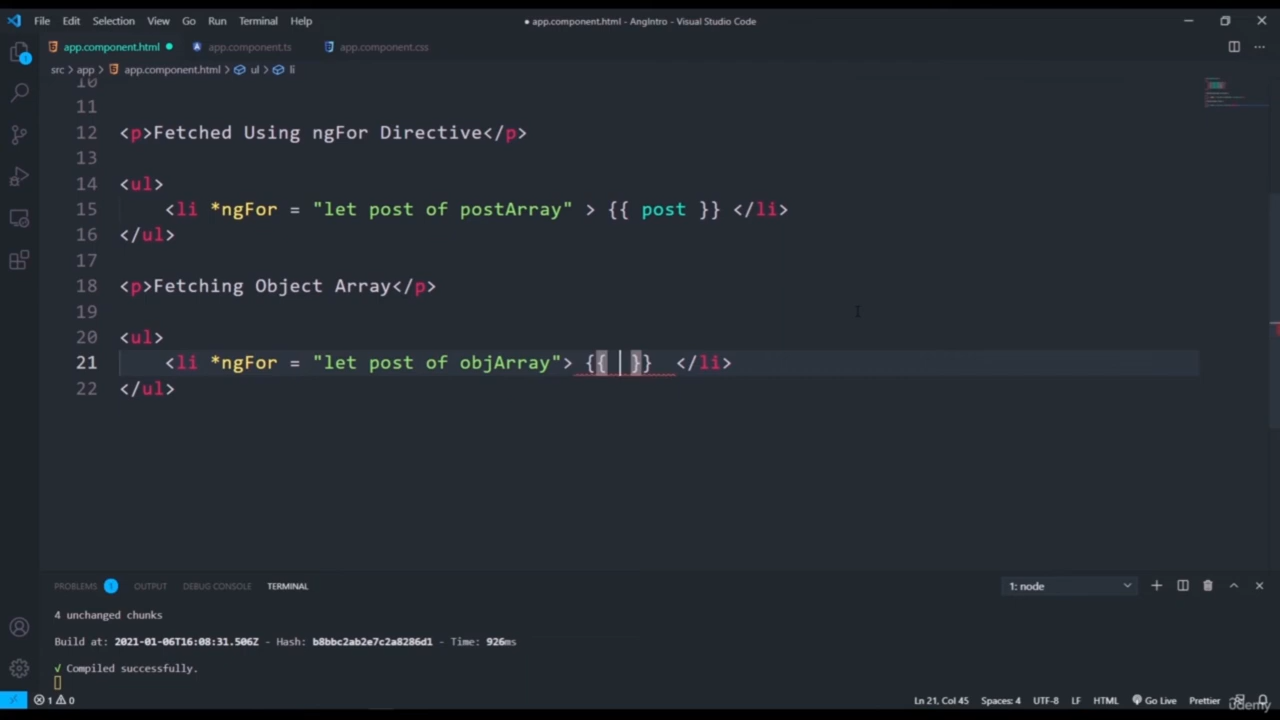 File Edit Selection View Go Run Terminal Help ● app.component.html - AngIntro - Visual Studio Code
app.component.html ● app.component.ts app.component.css
src > app > app.component.html > ul > li
10
11
12 <p>Fetched Using ngFor Directive</p>
13
14 <ul>
15 <li *ngFor = "let post of postArray" > {{ post }} </li>
16 </ul>
17
18 <p>Fetching Object Array</p>
19
20 <ul>
21 <li *ngFor = "let post of objArray"> {{ }} </li>
22 </ul>
PROBLEMS 1 OUTPUT DEBUG CONSOLE TERMINAL 1: node
4 unchanged chunks
Build at: 2021-01-06T16:08:31.506Z - Hash: b8bbc2ab2e7c2a8286d1 - Time: 926ms
√ Compiled successfully.
1 0 Ln 21, Col 45 Spaces: 4 UTF-8 LF HTML Go Live Prettier
udemy